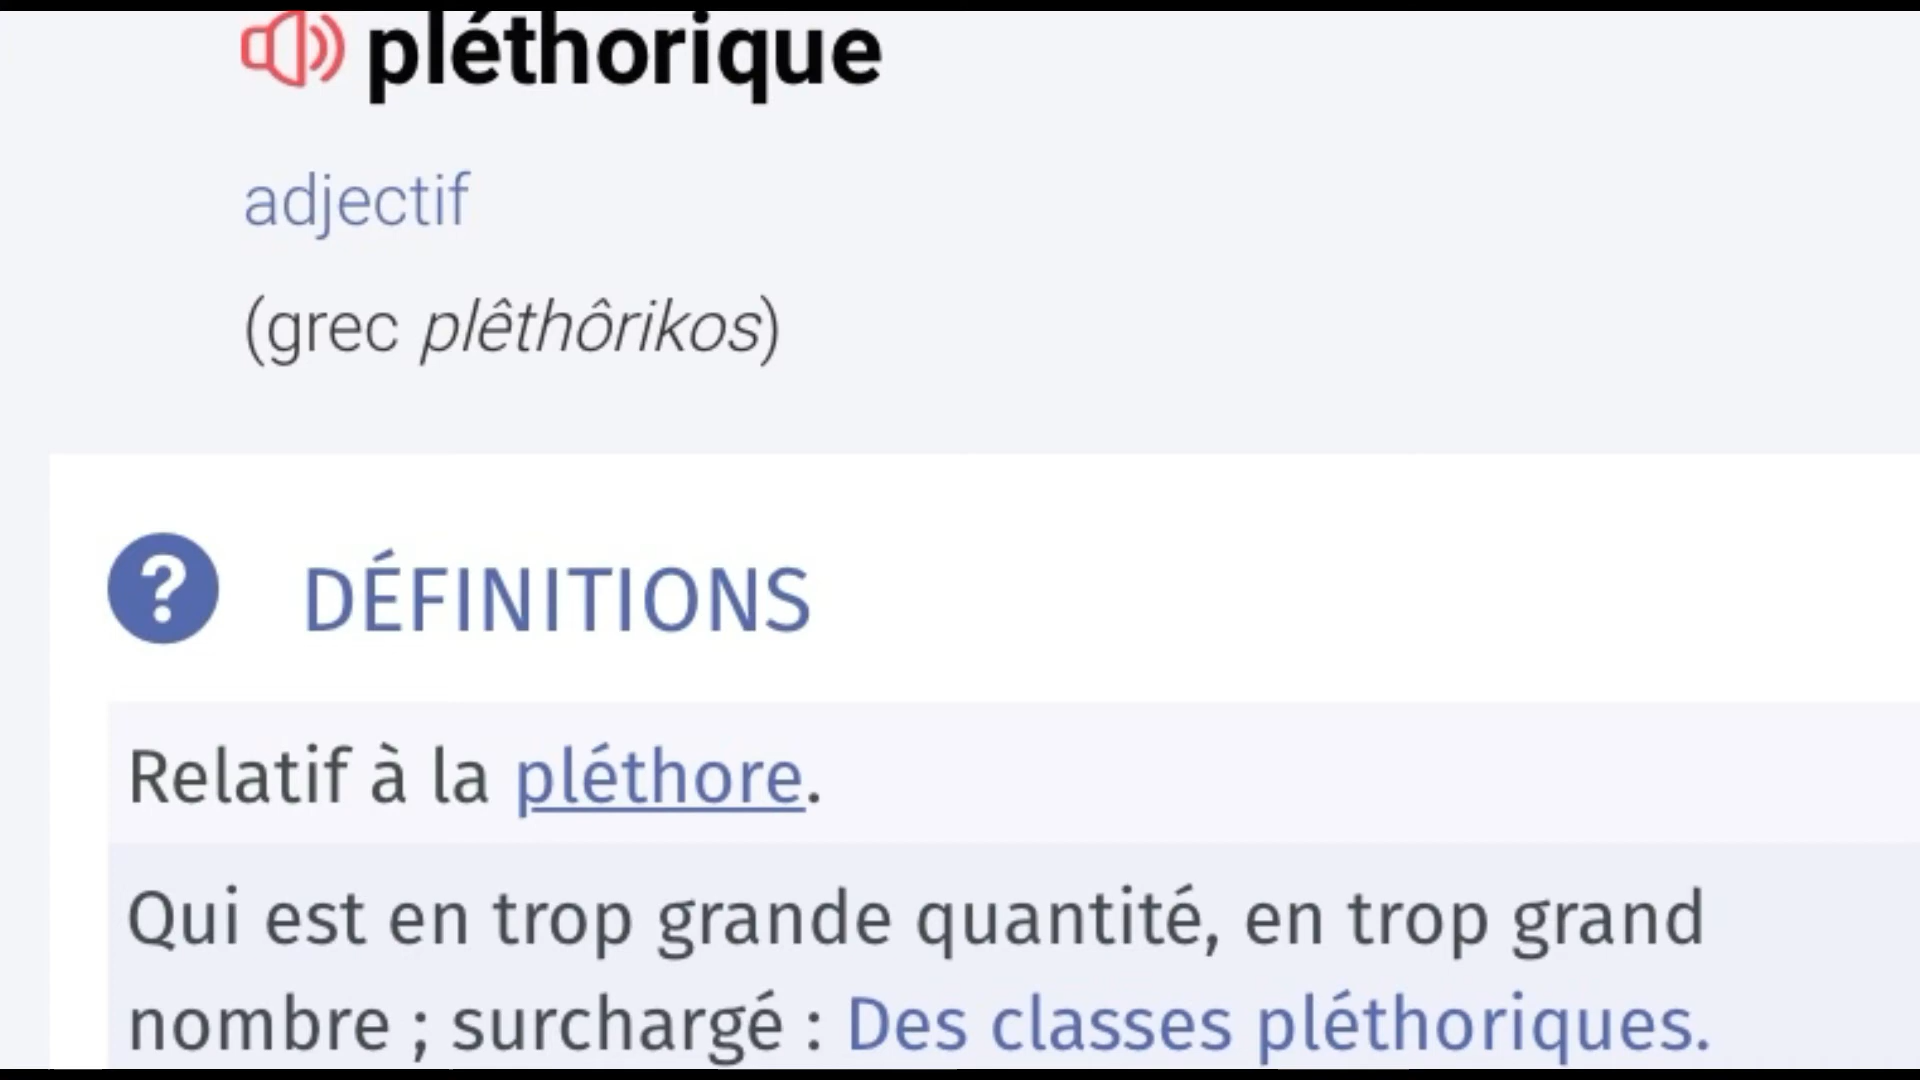 pléthorique
adjectif
(grec plêthôrikos)
DÉFINITIONS
Relatif à la pléthore.
Qui est en trop grande quantité, en trop grand
nombre ; surchargé : Des classes pléthoriques.